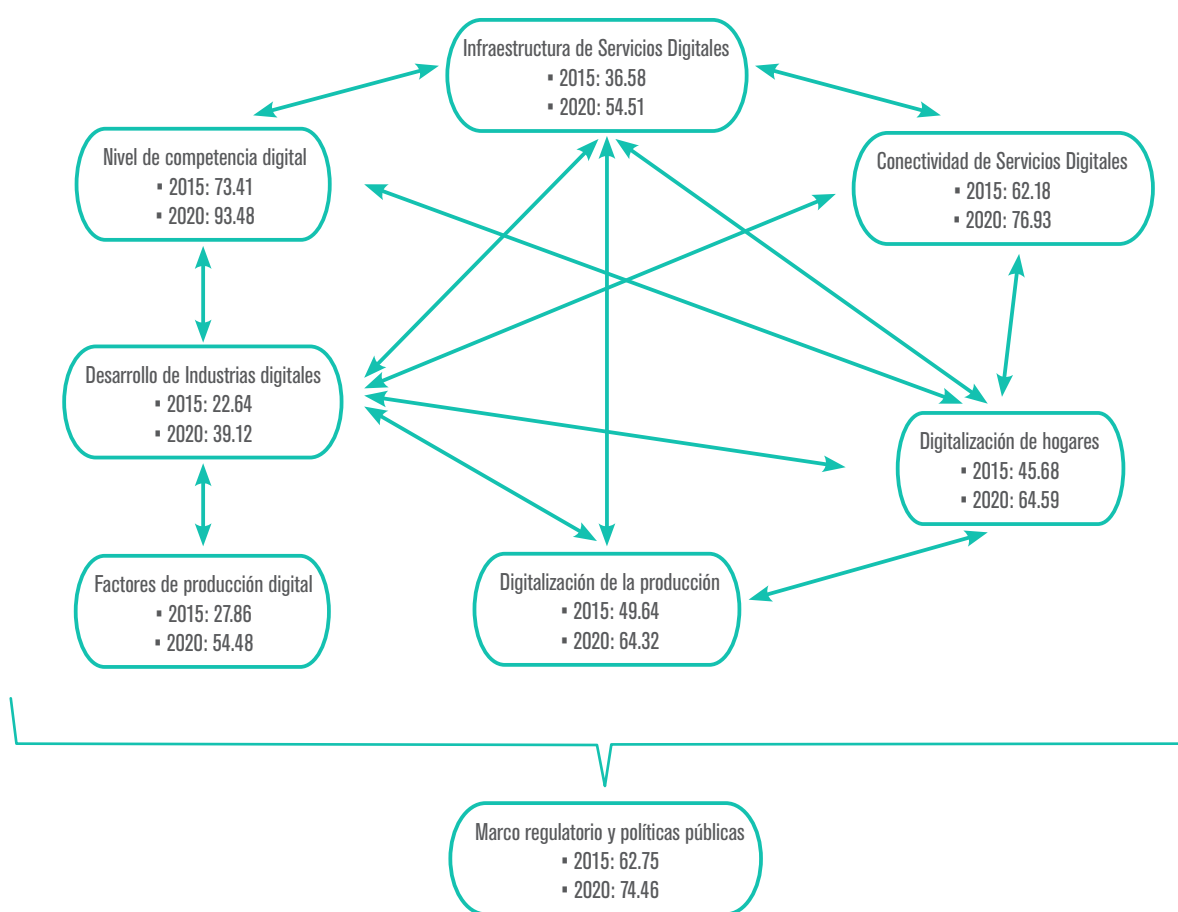 Infraestructura de Servicios Digitales
▪ 2015: 36.58
▪ 2020: 54.51
Nivel de competencia digital
▪ 2015: 73.41
▪ 2020: 93.48
Conectividad de Servicios Digitales
▪ 2015: 62.18
▪ 2020: 76.93
Desarrollo de Industrias digitales
▪ 2015: 22.64
▪ 2020: 39.12
Digitalización de hogares
▪ 2015: 45.68
▪ 2020: 64.59
Factores de producción digital
▪ 2015: 27.86
▪ 2020: 54.48
Digitalización de la producción
▪ 2015: 49.64
▪ 2020: 64.32
Marco regulatorio y políticas públicas
▪ 2015: 62.75
▪ 2020: 74.46